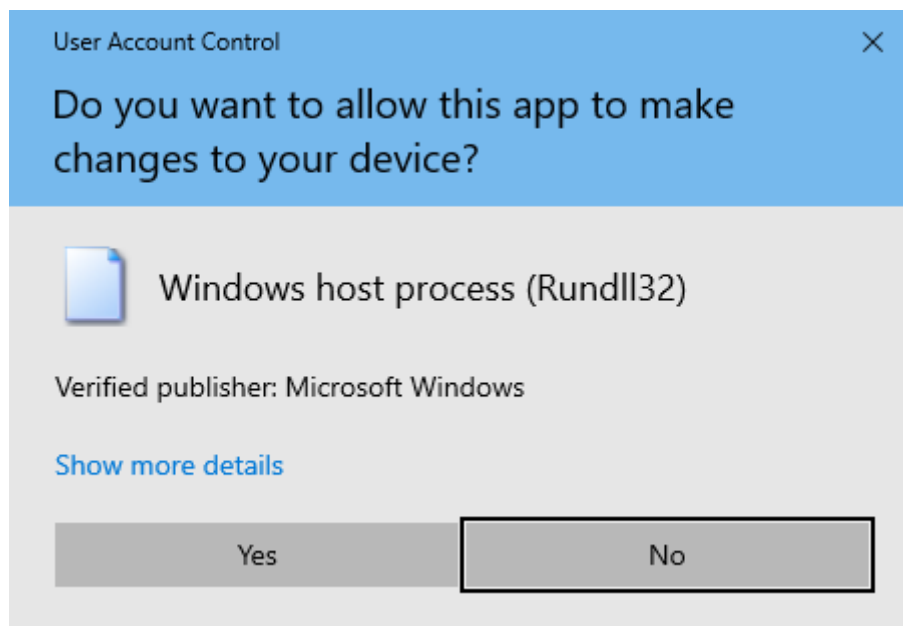 User Account Control
Do you want to allow this app to make
changes to your device?
Windows host process (Rundll32)
Verified publisher: Microsoft Windows
Show more details
Yes
No